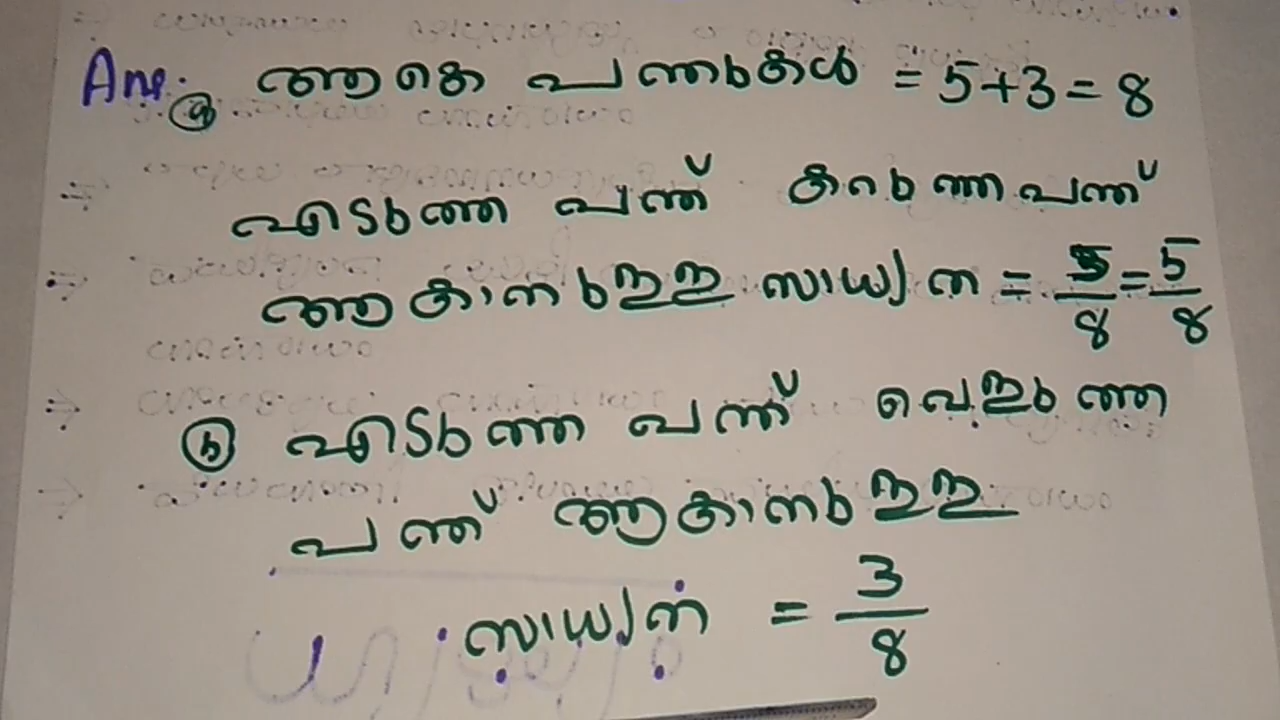 Ans: ⓐ ആകെ പന്തുകൾ = 5+3 = 8
എടുത്ത പന്ത് കറുത്ത പന്ത്
ആകാനുള്ള സാധ്യത = 5/8 = 5/8
ⓑ എടുത്ത പന്ത് വെളുത്ത
പന്ത് ആകാനുള്ള
സാധ്യത = 3/8